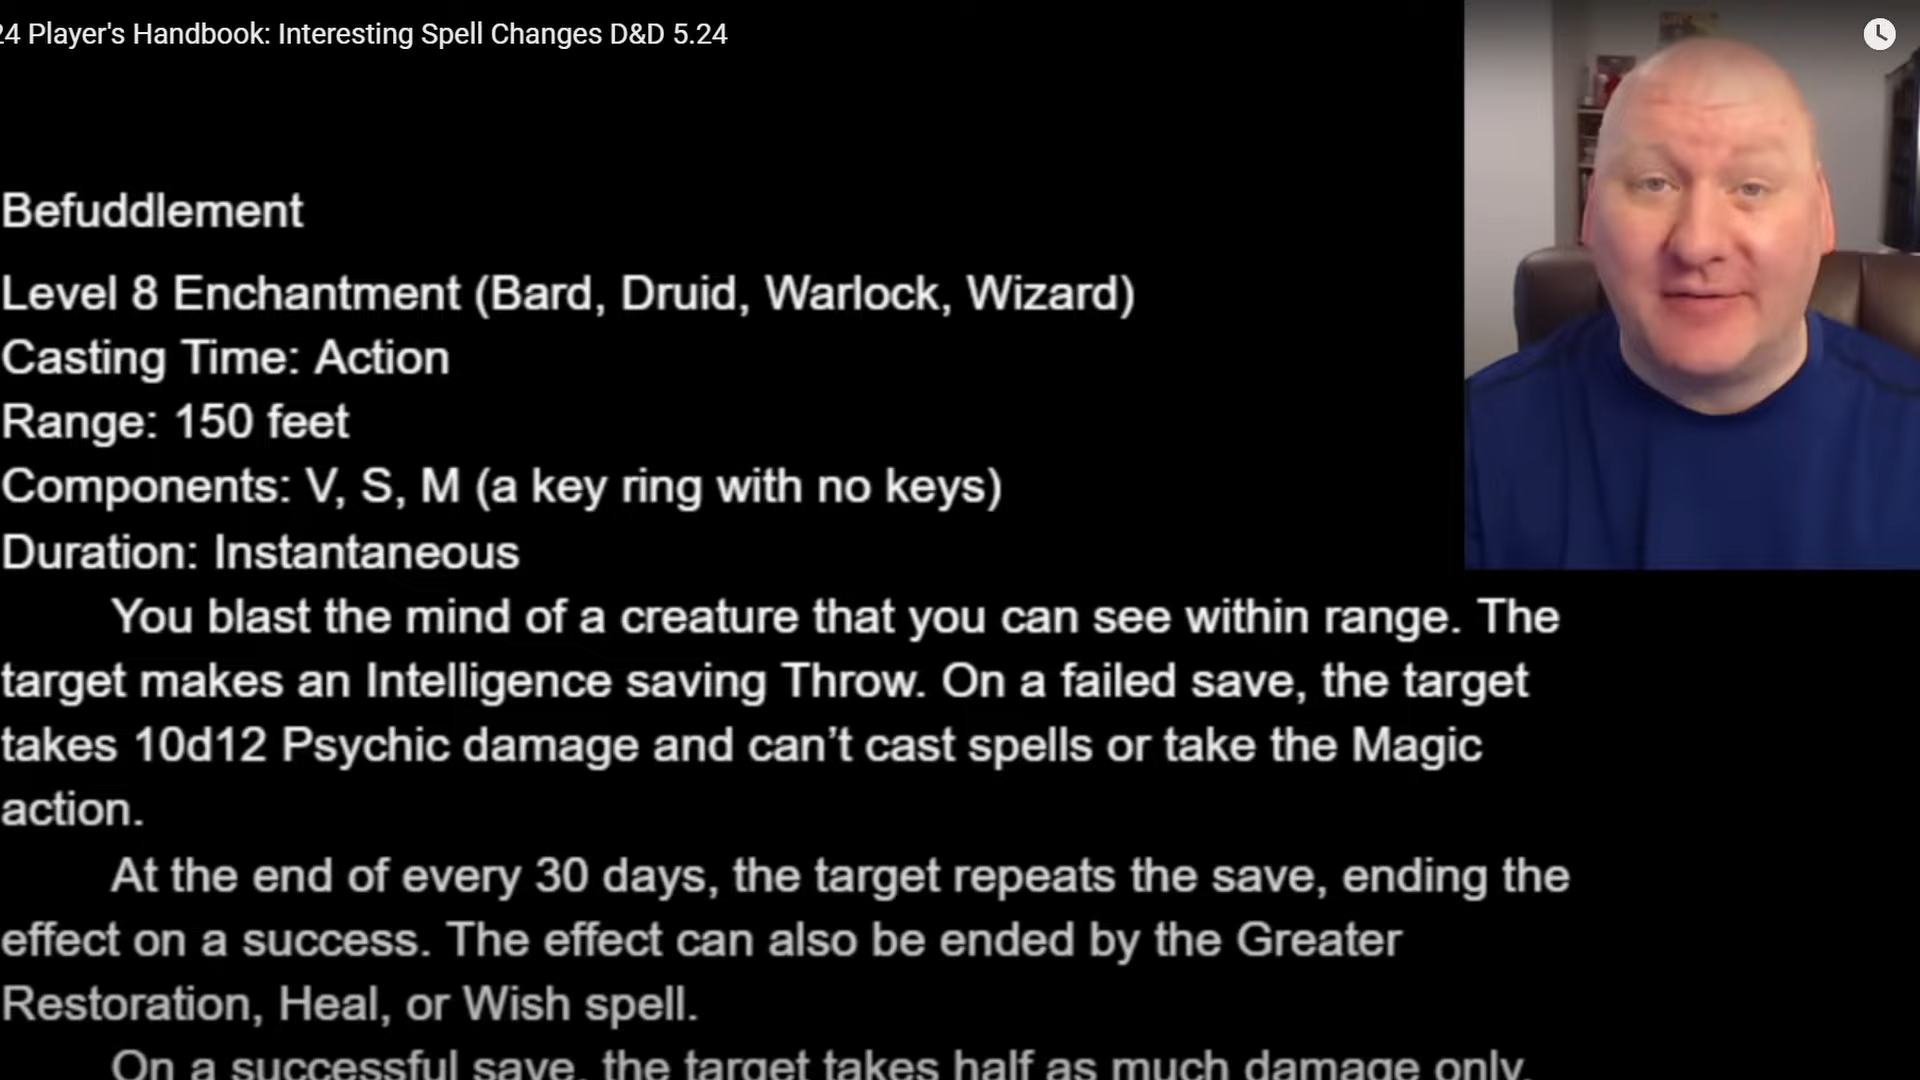 24 Player's Handbook: Interesting Spell Changes D&D 5.24
Befuddlement
Level 8 Enchantment (Bard, Druid, Warlock, Wizard)
Casting Time: Action
Range: 150 feet
Components: V, S, M (a key ring with no keys)
Duration: Instantaneous
You blast the mind of a creature that you can see within range. The
target makes an Intelligence saving Throw. On a failed save, the target
takes 10d12 Psychic damage and can’t cast spells or take the Magic
action.
At the end of every 30 days, the target repeats the save, ending the
effect on a success. The effect can also be ended by the Greater
Restoration, Heal, or Wish spell.
On a successful save, the target takes half as much damage only.